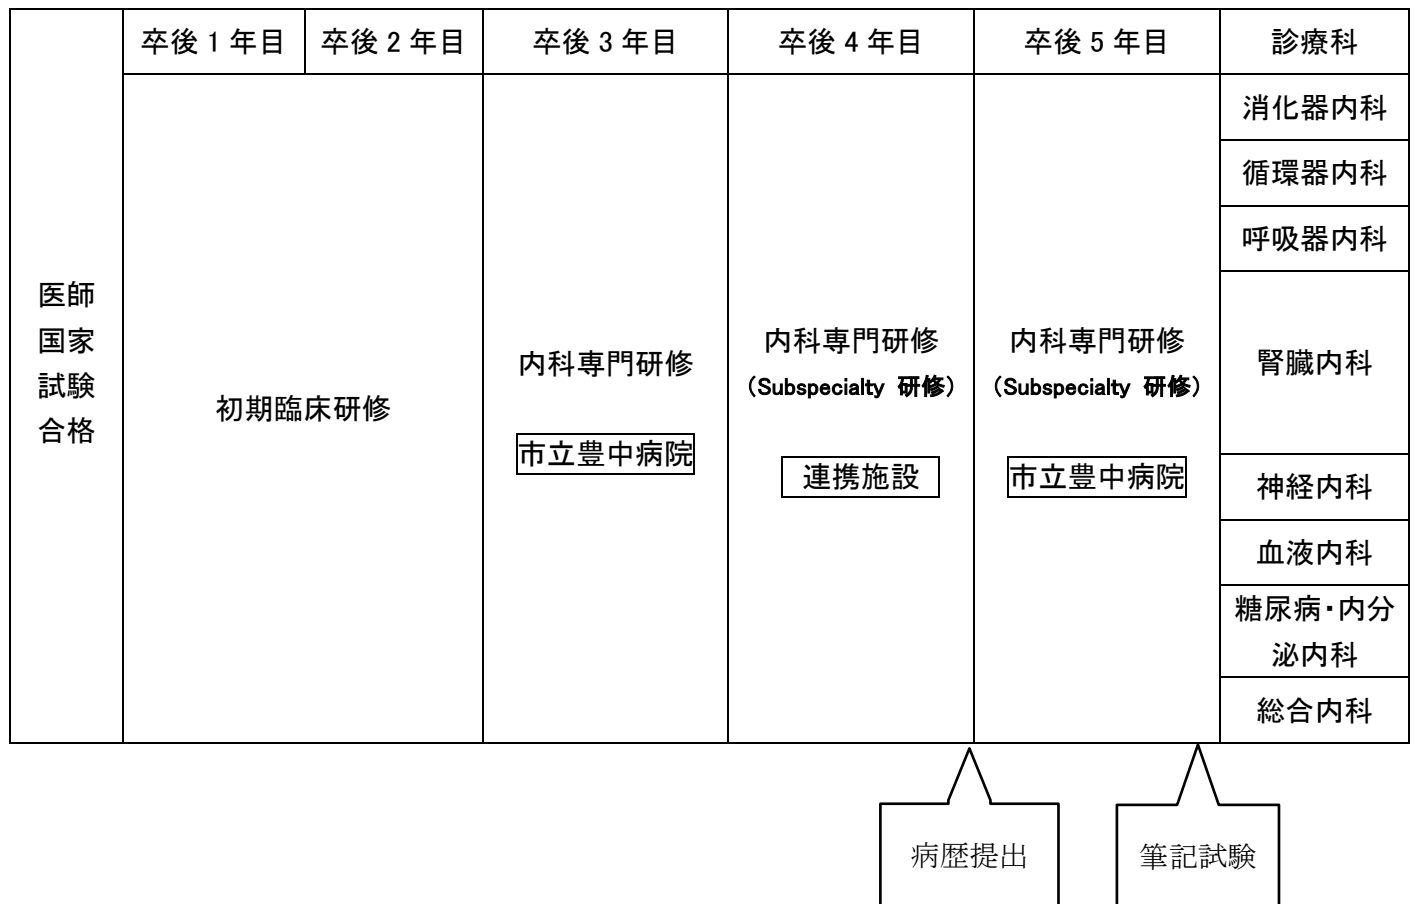 卒後1年目
卒後2年目
卒後3年目
卒後4年目
卒後5年目
診療科
医師
国家
試験
合格
初期臨床研修
内科専門研修
市立豊中病院
内科専門研修
（Subspecialty 研修）
連携施設
内科専門研修
（Subspecialty 研修）
市立豊中病院
消化器内科
循環器内科
呼吸器内科
腎臓内科
神経内科
血液内科
糖尿病・内分
泌内科
総合内科
病歴提出
筆記試験